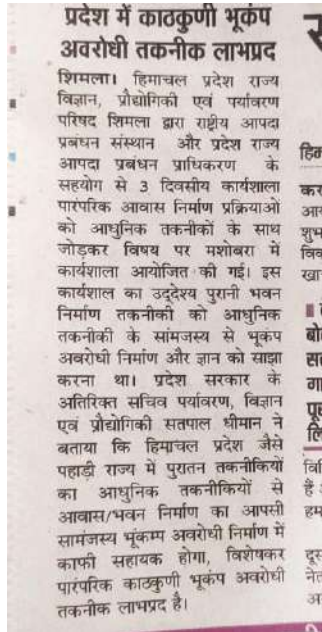 प्रदेश में काठकुणी भूकंप
अवरोधी तकनीक लाभप्रद
शिमला। हिमाचल प्रदेश राज्य
विज्ञान, प्रौद्योगिकी एवं पर्यावरण
परिषद शिमला द्वारा राष्ट्रीय आपदा
प्रबंधन संस्थान और प्रदेश राज्य
आपदा प्रबंधन प्राधिकरण के
सहयोग से 3 दिवसीय कार्यशाला
पारंपरिक आवास निर्माण प्रक्रियाओं
को आधुनिक तकनीकों के साथ
जोड़कर विषय पर मशोबरा में
कार्यशाला आयोजित की गई। इस
कार्यशाल का उद्देश्य पुरानी भवन
निर्माण तकनीकी को आधुनिक
तकनीकी के सांमजस्य से भूकंप
अवरोधी निर्माण और ज्ञान को साझा
करना था। प्रदेश सरकार के
अतिरिक्त सचिव पर्यावरण, विज्ञान
एवं प्रौद्योगिकी सतपाल धीमान ने
बताया कि हिमाचल प्रदेश जैसे
पहाड़ी राज्य में पुरातन तकनीकियों
का आधुनिक तकनीकियों से
आवास/भवन निर्माण का आपसी
सामंजस्य भूंकम्प अवरोधी निर्माण में
काफी सहायक होगा, विशेषकर
पारंपरिक काठकुणी भूकंप अवरोधी
तकनीक लाभप्रद है।